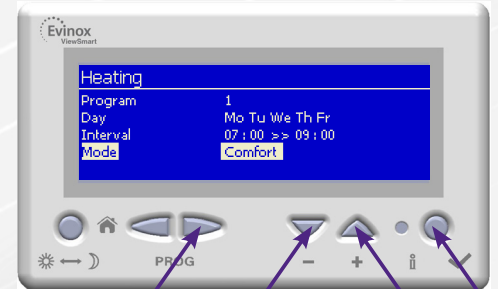 Evinox
ViewSmart
Heating
Program 1
Day Mo Tu We Th Fr
Interval 07:00 >> 09:00
Mode Comfort
PROG - + i